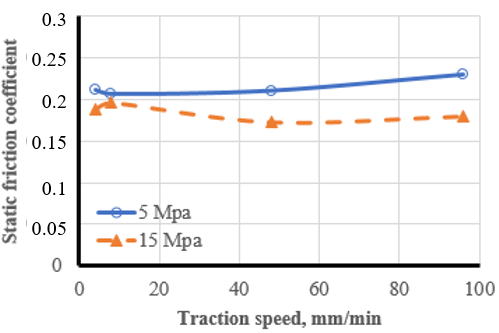 0.3
0.25
0.2
0.15
0.1
0.05
0
Static friction coefficient
5 Mpa
15 Mpa
0 20 40 60 80 100
Traction speed, mm/min